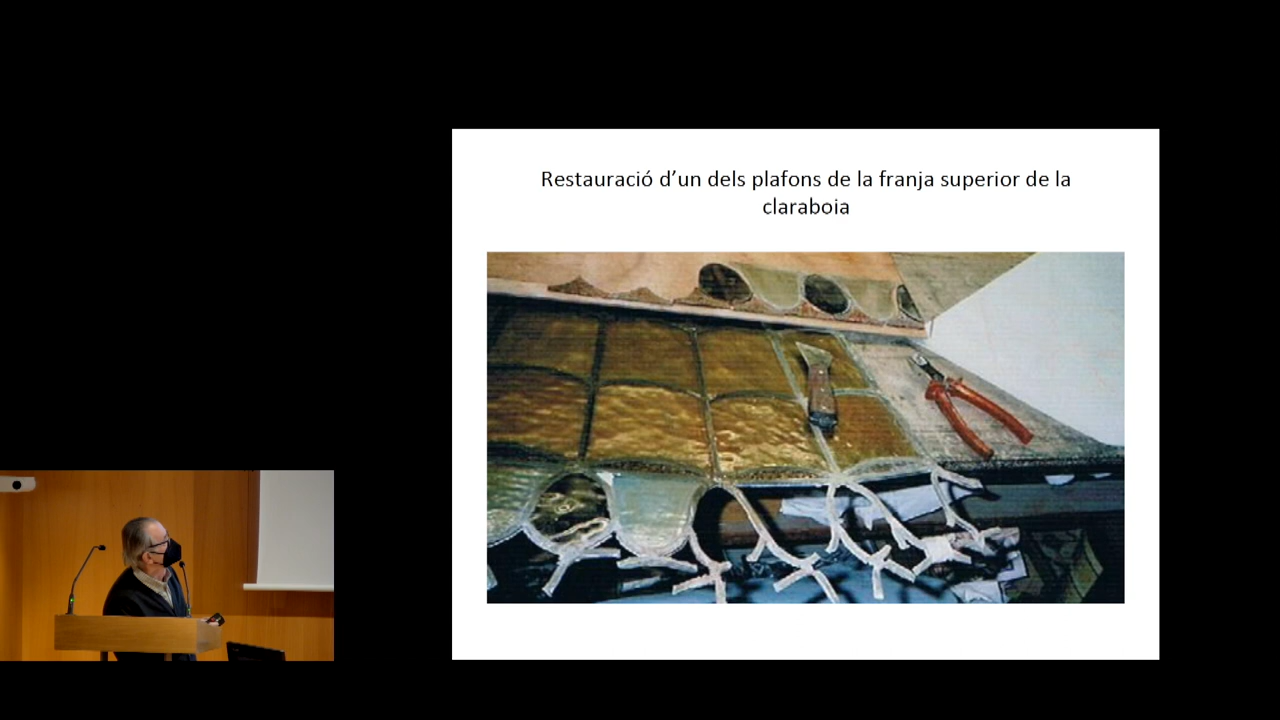 Restauració d’un dels plafons de la franja superior de la
claraboia